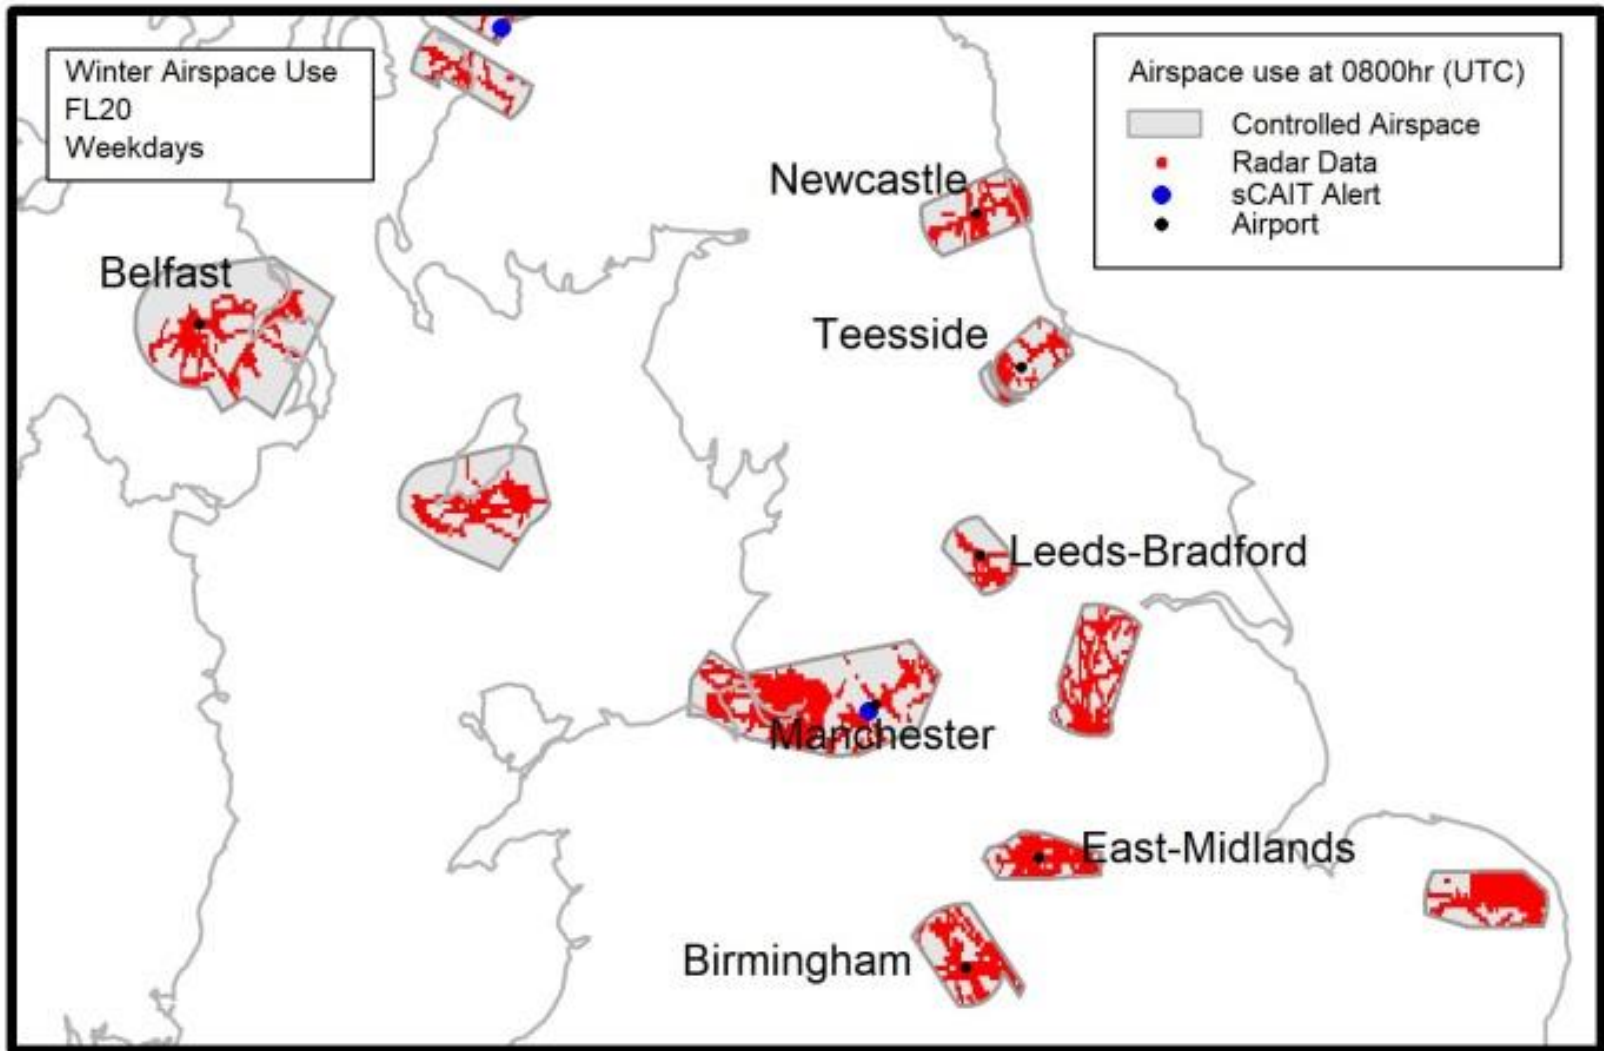 Winter Airspace Use
FL20
Weekdays
Airspace use at 0800hr (UTC)
Controlled Airspace
Radar Data
sCAIT Alert
Airport
Newcastle
Belfast
Teesside
Leeds-Bradford
Manchester
East-Midlands
Birmingham